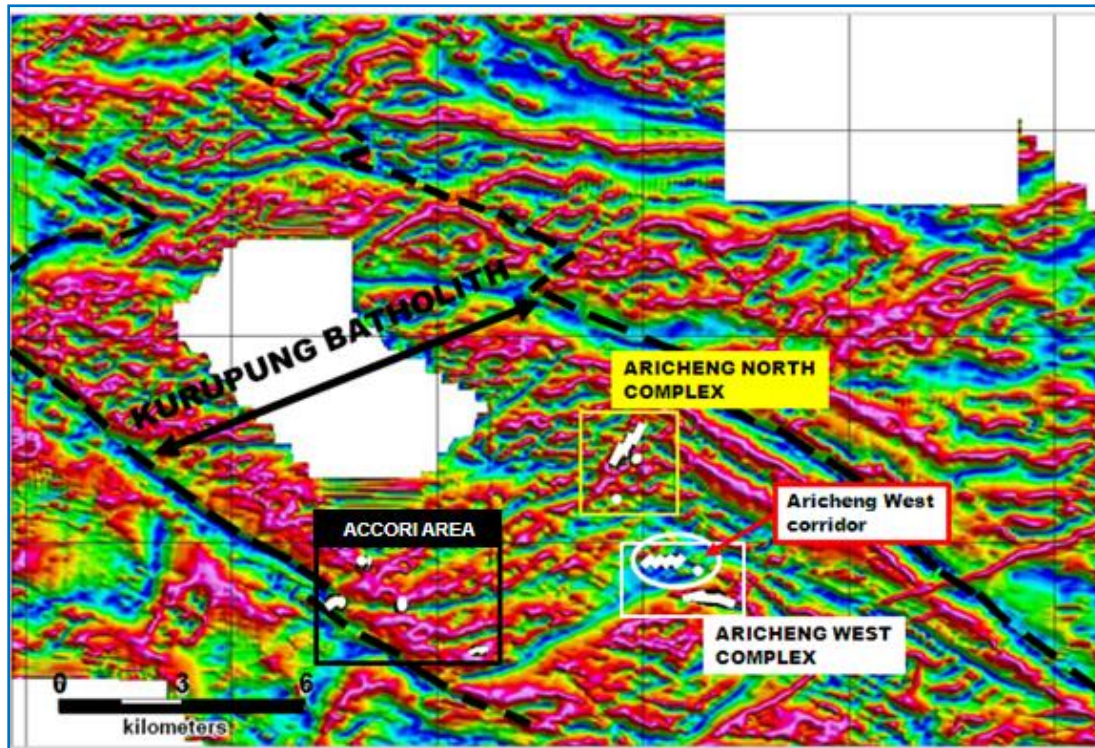 KURUPUNG BATHOLITH
ARICHENG NORTH
COMPLEX
Aricheng West
corridor
ACCORI AREA
ARICHENG WEST
COMPLEX
0 3 6
kilometers